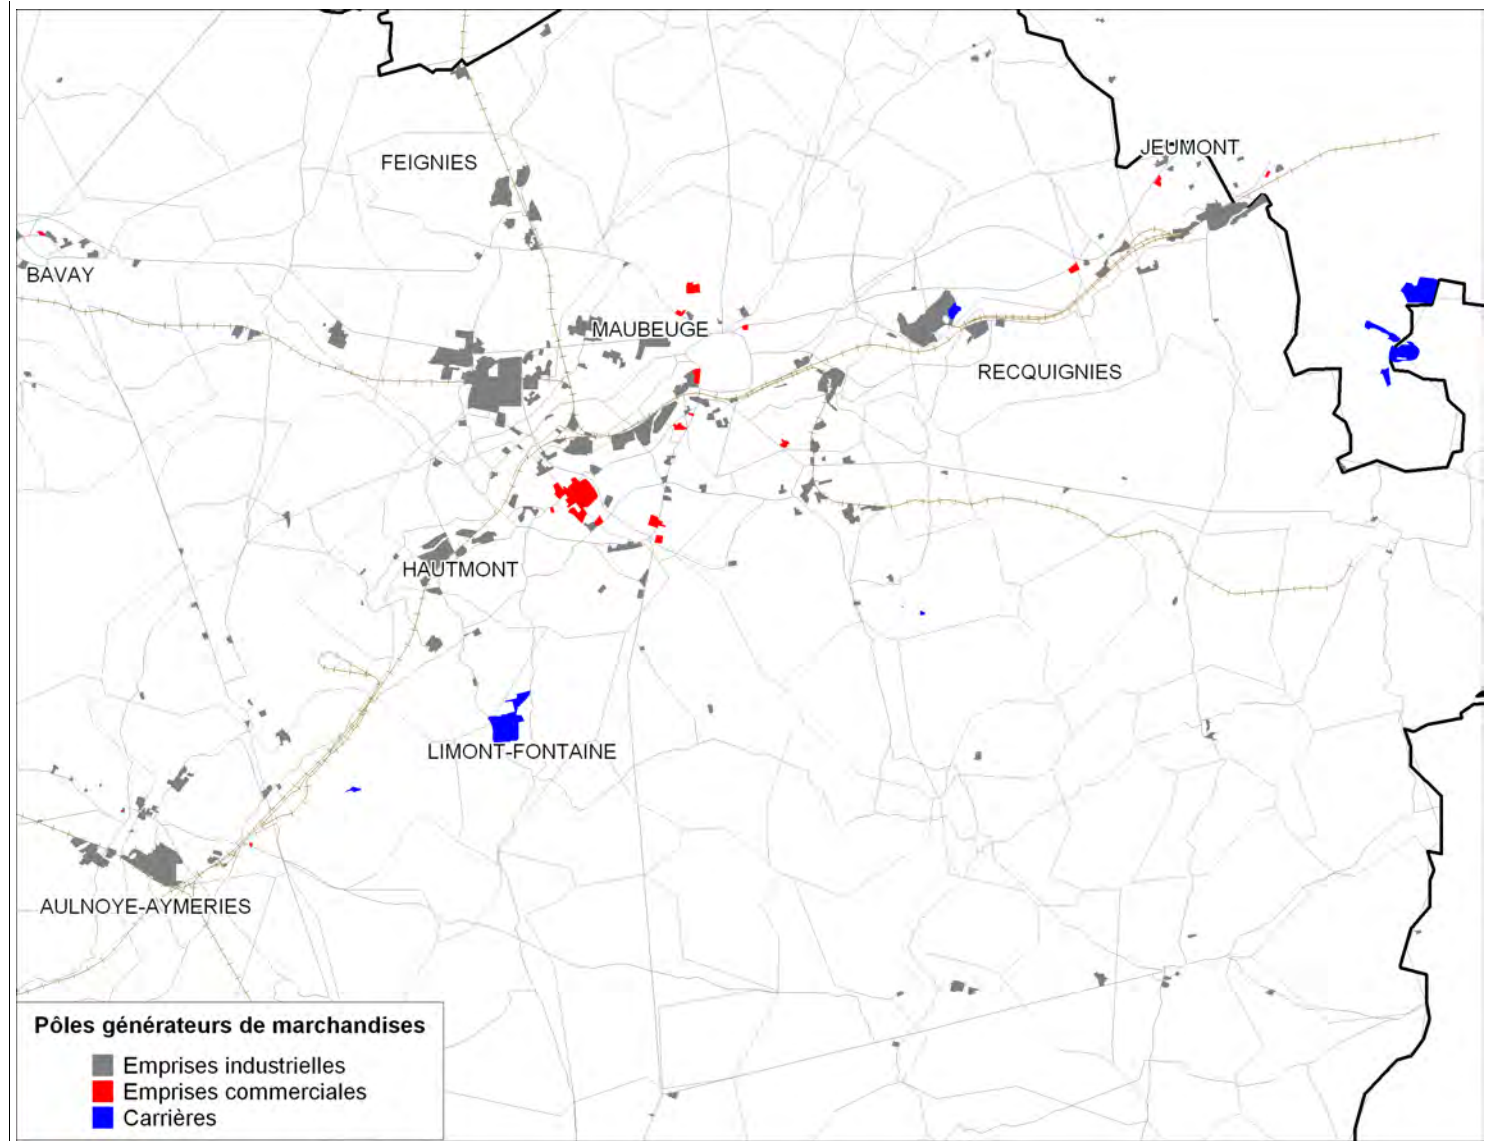 JEUMONT
FEIGNIES
BAVAY
MAUBEUGE
RECQUIGNIES
HAUTMONT
LIMONT-FONTAINE
AULNOYE-AYMERIES
Pôles générateurs de marchandises
Emprises industrielles
Emprises commerciales
Carrières